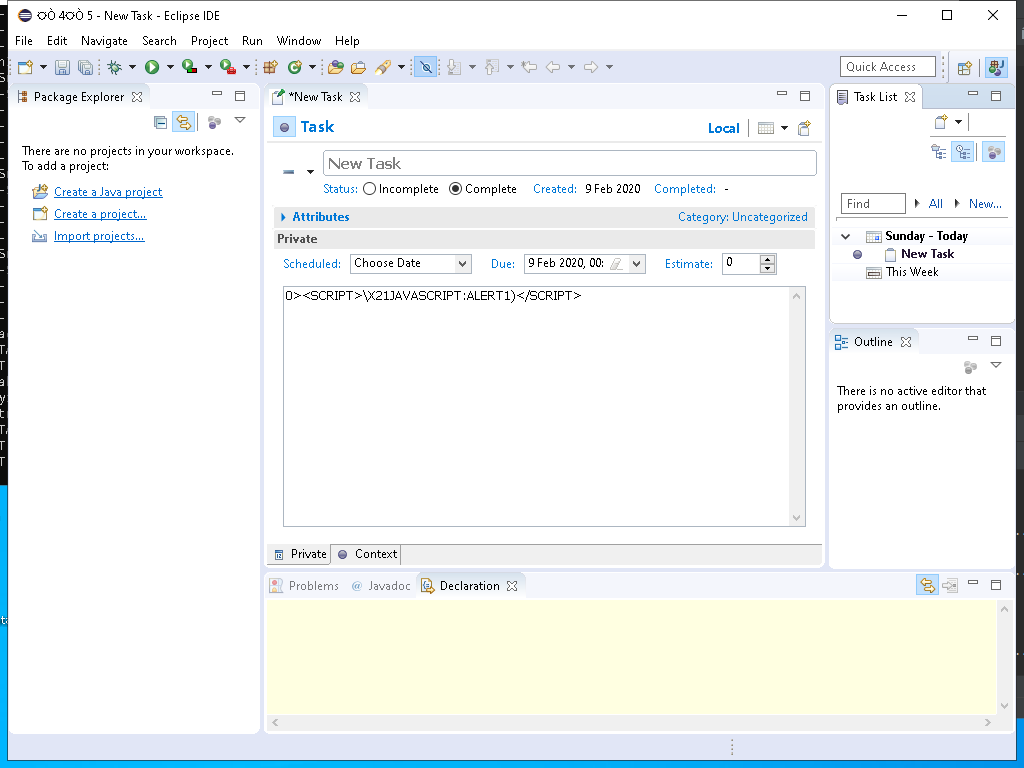 ѸÒ 4ѸÒ 5 - New Task - Eclipse IDE
File Edit Navigate Search Project Run Window Help
Quick Access
Package Explorer
There are no projects in your workspace.
To add a project:
Create a Java project
Create a project...
Import projects...
*New Task
Task
Local
New Task
Status: Incomplete Complete Created: 9 Feb 2020 Completed: -
Attributes
Category: Uncategorized
Private
Scheduled: Choose Date Due: 9 Feb 2020, 00: Estimate: 0
0><SCRIPT>\X21JAVASCRIPT:ALERT1)</SCRIPT>
Private Context
Problems @ Javadoc Declaration
Task List
Find All New...
Sunday - Today
New Task
This Week
Outline
There is no active editor that
provides an outline.